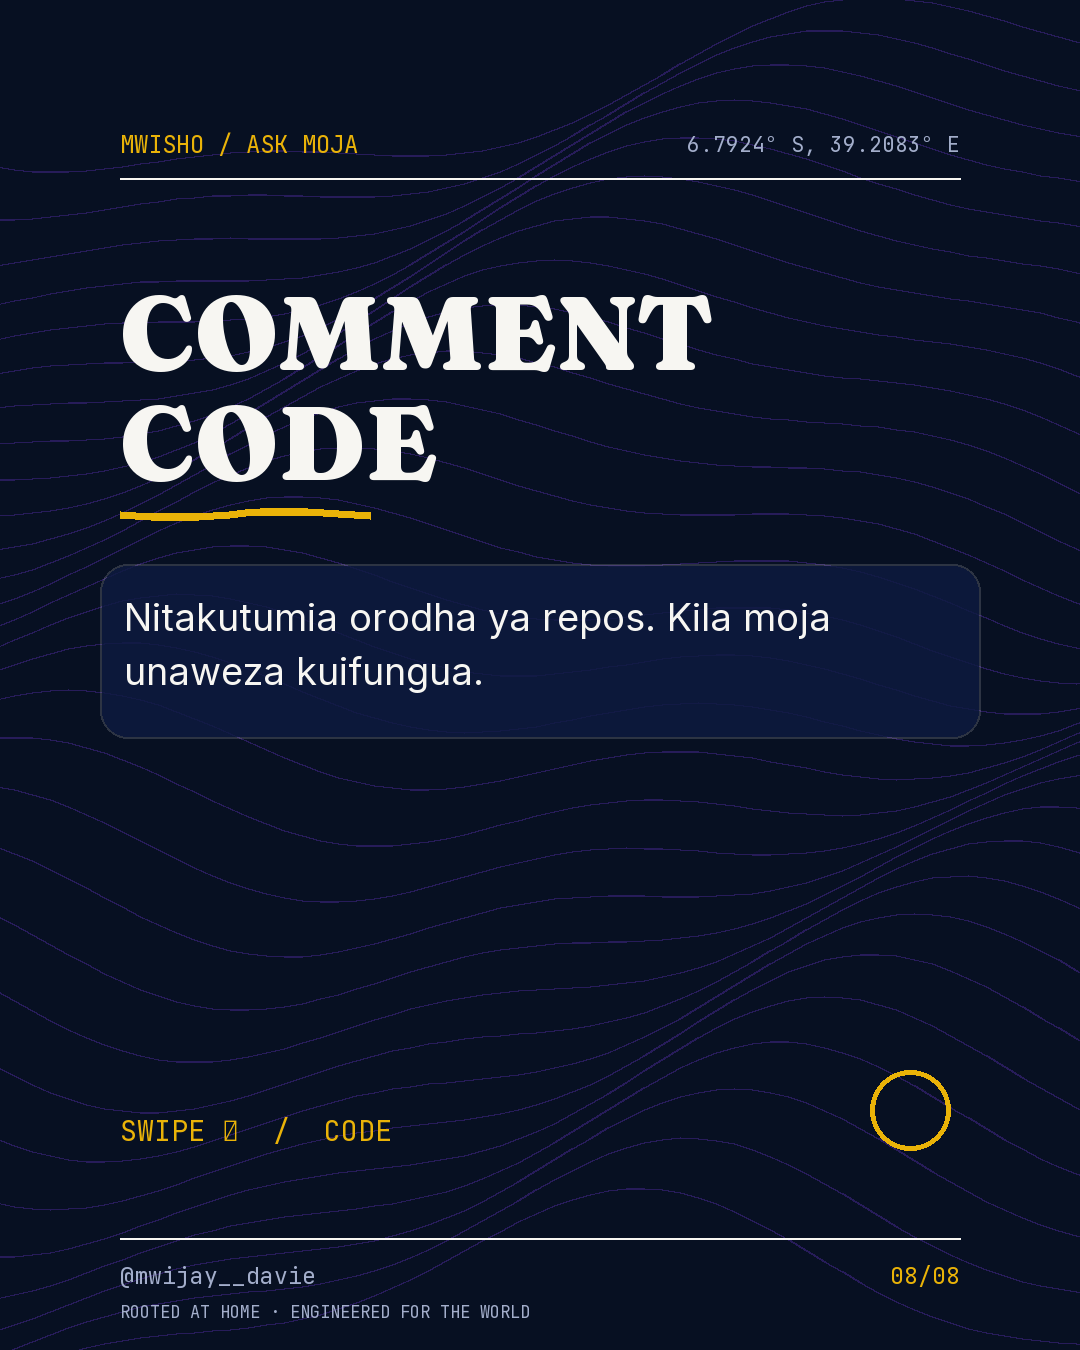 MWISHO / ASK MOJA
6.7924° S, 39.2083° E
COMMENT
CODE
Nitakutumia orodha ya repos. Kila moja
unaweza kuifungua.
SWIPE / CODE
@mwijay__davie
08/08
ROOTED AT HOME · ENGINEERED FOR THE WORLD